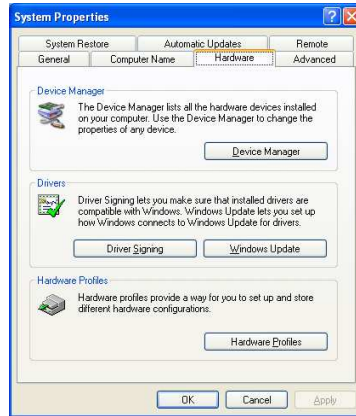 System Properties
System Restore Automatic Updates Remote
General Computer Name Hardware Advanced
Device Manager
The Device Manager lists all the hardware devices installed
on your computer. Use the Device Manager to change the
properties of any device.
Device Manager
Drivers
Driver Signing lets you make sure that installed drivers are
compatible with Windows. Windows Update lets you set up
how Windows connects to Windows Update for drivers.
Driver Signing Windows Update
Hardware Profiles
Hardware profiles provide a way for you to set up and store
different hardware configurations.
Hardware Profiles
OK Cancel Apply